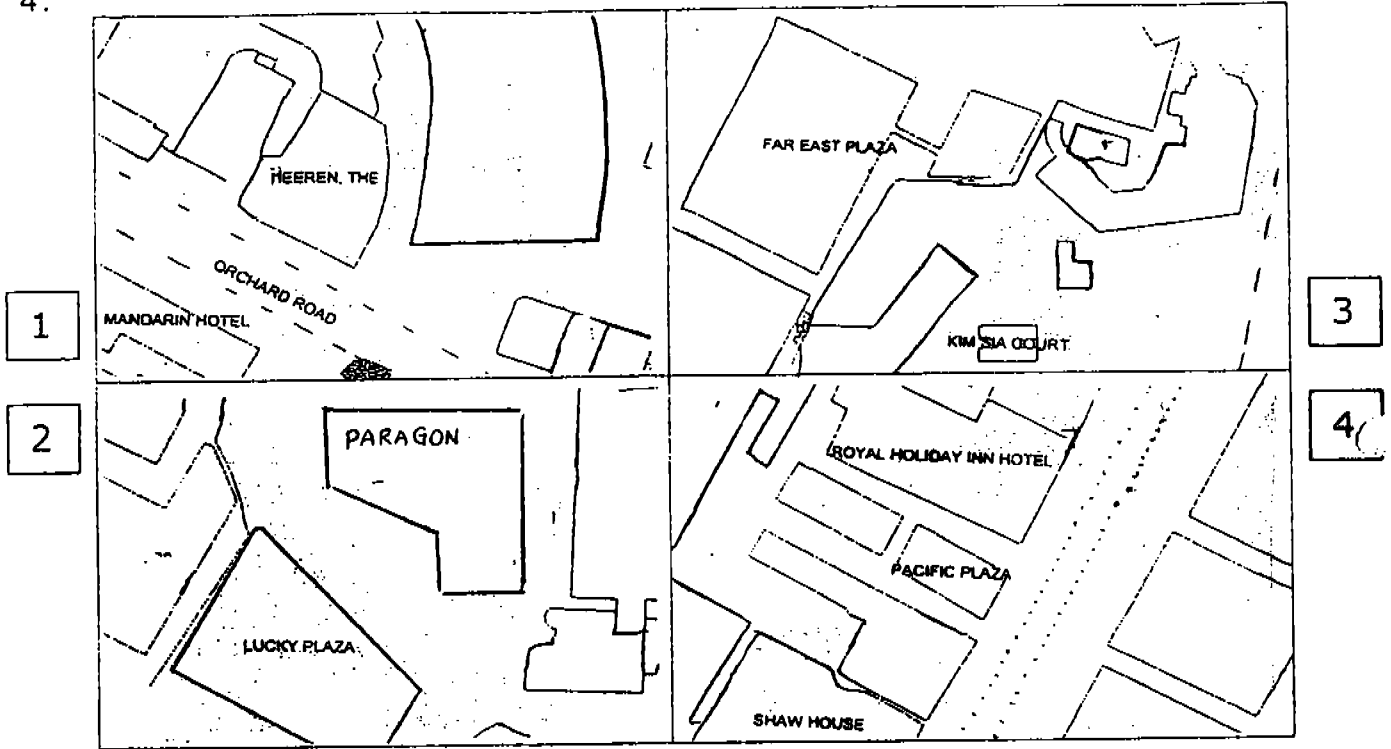 4.
HEEREN, THE
ORCHARD ROAD
MANDARIN HOTEL
1
FAR EAST PLAZA
KIM SIA COURT
3
PARAGON
LUCKY PLAZA
2
ROYAL HOLIDAY INN HOTEL
PACIFIC PLAZA
SHAW HOUSE
4